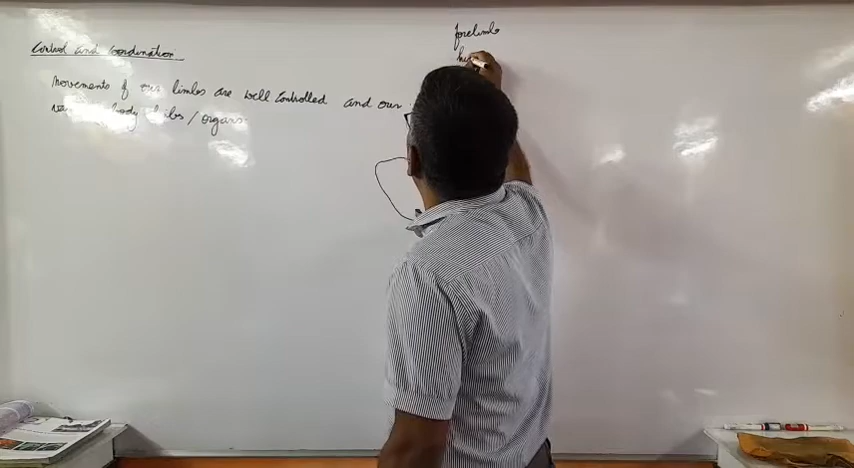 Control and Coordination
forelimb
Movements of our limbs are well controlled and our
body / organs